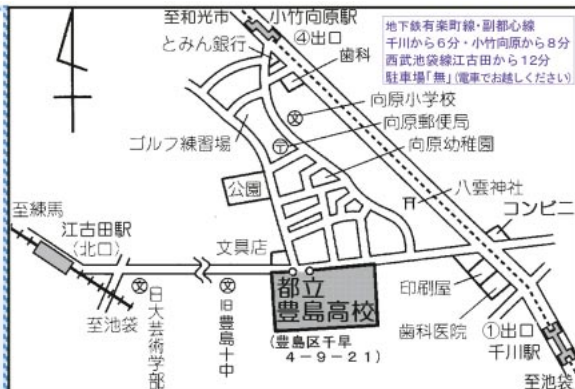 至和光市
小竹向原駅
④出口
とみん銀行
歯科
地下鉄有楽町線・副都心線
千川から6分・小竹向原から8分
西武池袋線江古田から12分
駐車場「無」(電車でお越しください)
文
向原小学校
〒
向原郵便局
ゴルフ練習場
向原幼稚園
公園
八雲神社
コンビニ
至練馬
江古田駅
(北口)
文具店
至池袋
文
日大芸術学部
文
旧豊島十中
都立
豊島高校
(豊島区千早
4-9-21)
印刷屋
歯科医院
①出口
千川駅
至池袋